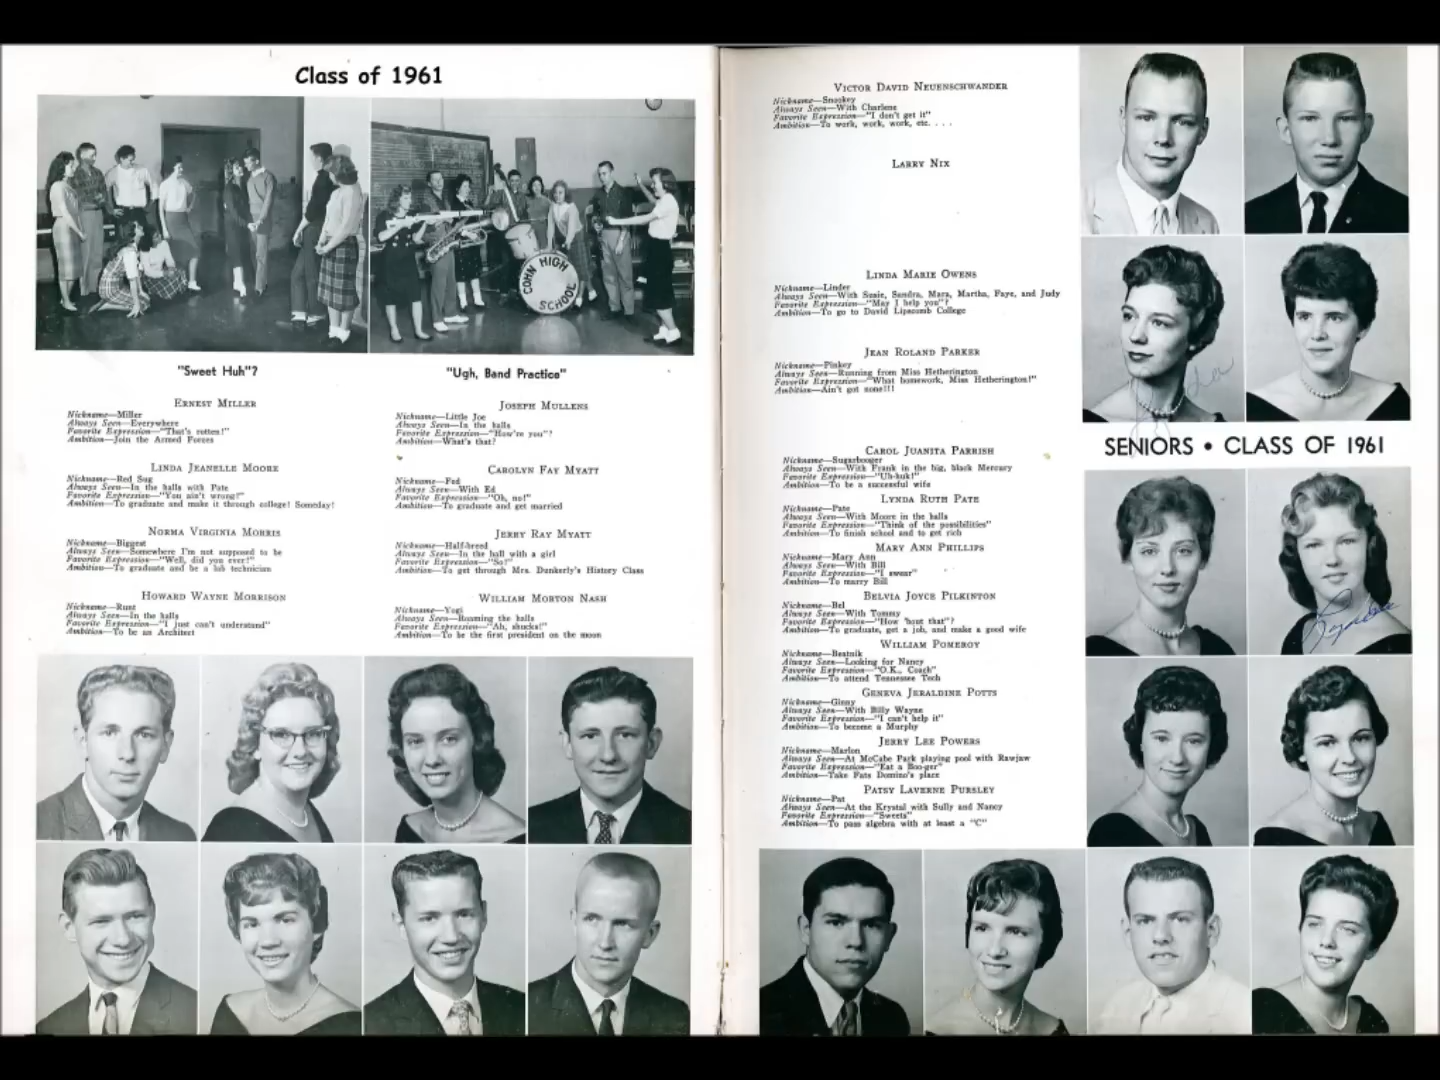 Class of 1961
COHN HIGH
SCHOOL
"Sweet Huh"?
"Ugh, Band Practice"
ERNEST MILLER
Nickname—Miller
Always Seen—Everywhere
Favorite Expression—"That's rotten!"
Ambition—Join the Armed Forces
LINDA JEANELLE MOORE
Nickname—Red Sug
Always Seen—In the halls with Pate
Favorite Expression—"You ain't wrong!"
Ambition—To graduate and make it through college! Someday!
NORMA VIRGINIA MORRIS
Nickname—Biggest
Always Seen—Somewhere I'm not supposed to be
Favorite Expression—"Well, did you ever!"
Ambition—To graduate and be a lab technician
HOWARD WAYNE MORRISON
Nickname—Runt
Always Seen—In the halls
Favorite Expression—"I just can't understand"
Ambition—To be an Architect
JOSEPH MULLENS
Nickname—Little Joe
Always Seen—In the halls
Favorite Expression—"How're you"?
Ambition—What's that?
CAROLYN FAY MYATT
Nickname—Fed
Always Seen—With Ed
Favorite Expression—"Oh, no!"
Ambition—To graduate and get married
JERRY RAY MYATT
Nickname—Half-breed
Always Seen—In the hall with a girl
Favorite Expression—"So?"
Ambition—To get through Mrs. Dunkerly's History Class
WILLIAM MORTON NASH
Nickname—Yogi
Always Seen—Roaming the halls
Favorite Expression—"Ah, shucks!"
Ambition—To be the first president on the moon
VICTOR DAVID NEUENSCHWANDER
Nickname—Snookey
Always Seen—With Charlene
Favorite Expression—"I don't get it"
Ambition—To work, work, work, etc. . . .
LARRY NIX
LINDA MARIE OWENS
Nickname—Linder
Always Seen—With Susie, Sandra, Mara, Martha, Faye, and Judy
Favorite Expression—"May I help you"?
Ambition—To go to David Lipscomb College
JEAN ROLAND PARKER
Nickname—Pinkey
Always Seen—Running from Miss Hetherington
Favorite Expression—"What homework, Miss Hetherington!"
Ambition—Ain't got none!!!
CAROL JUANITA PARRISH
Nickname—Sugarbooger
Always Seen—With Frank in the big, black Mercury
Favorite Expression—"Uh-huh!"
Ambition—To be a successful wife
LYNDA RUTH PATE
Nickname—Pate
Always Seen—With Moore in the halls
Favorite Expression—"Think of the possibilities"
Ambition—To finish school and to get rich
MARY ANN PHILLIPS
Nickname—Mary Ann
Always Seen—With Bill
Favorite Expression—"I swear"
Ambition—To marry Bill
BELVIA JOYCE PILKINTON
Nickname—Bel
Always Seen—With Tommy
Favorite Expression—"How 'bout that"?
Ambition—To graduate, get a job, and make a good wife
WILLIAM POMEROY
Nickname—Beatnik
Always Seen—Looking for Nancy
Favorite Expression—"O.K., Coach"
Ambition—To attend Tennessee Tech
GENEVA JERALDINE POTTS
Nickname—Ginny
Always Seen—With Billy Wayne
Favorite Expression—"I can't help it"
Ambition—To become a Murphy
JERRY LEE POWERS
Nickname—Marlon
Always Seen—At McCabe Park playing pool with Rawjaw
Favorite Expression—"Eat a Boo-ger"
Ambition—Take Fats Domino's place
PATSY LAVERNE PURSLEY
Nickname—Pat
Always Seen—At the Krystal with Sully and Nancy
Favorite Expression—"Sweets"
Ambition—To pass algebra with at least a "C"
SENIORS • CLASS OF 1961
Lynda